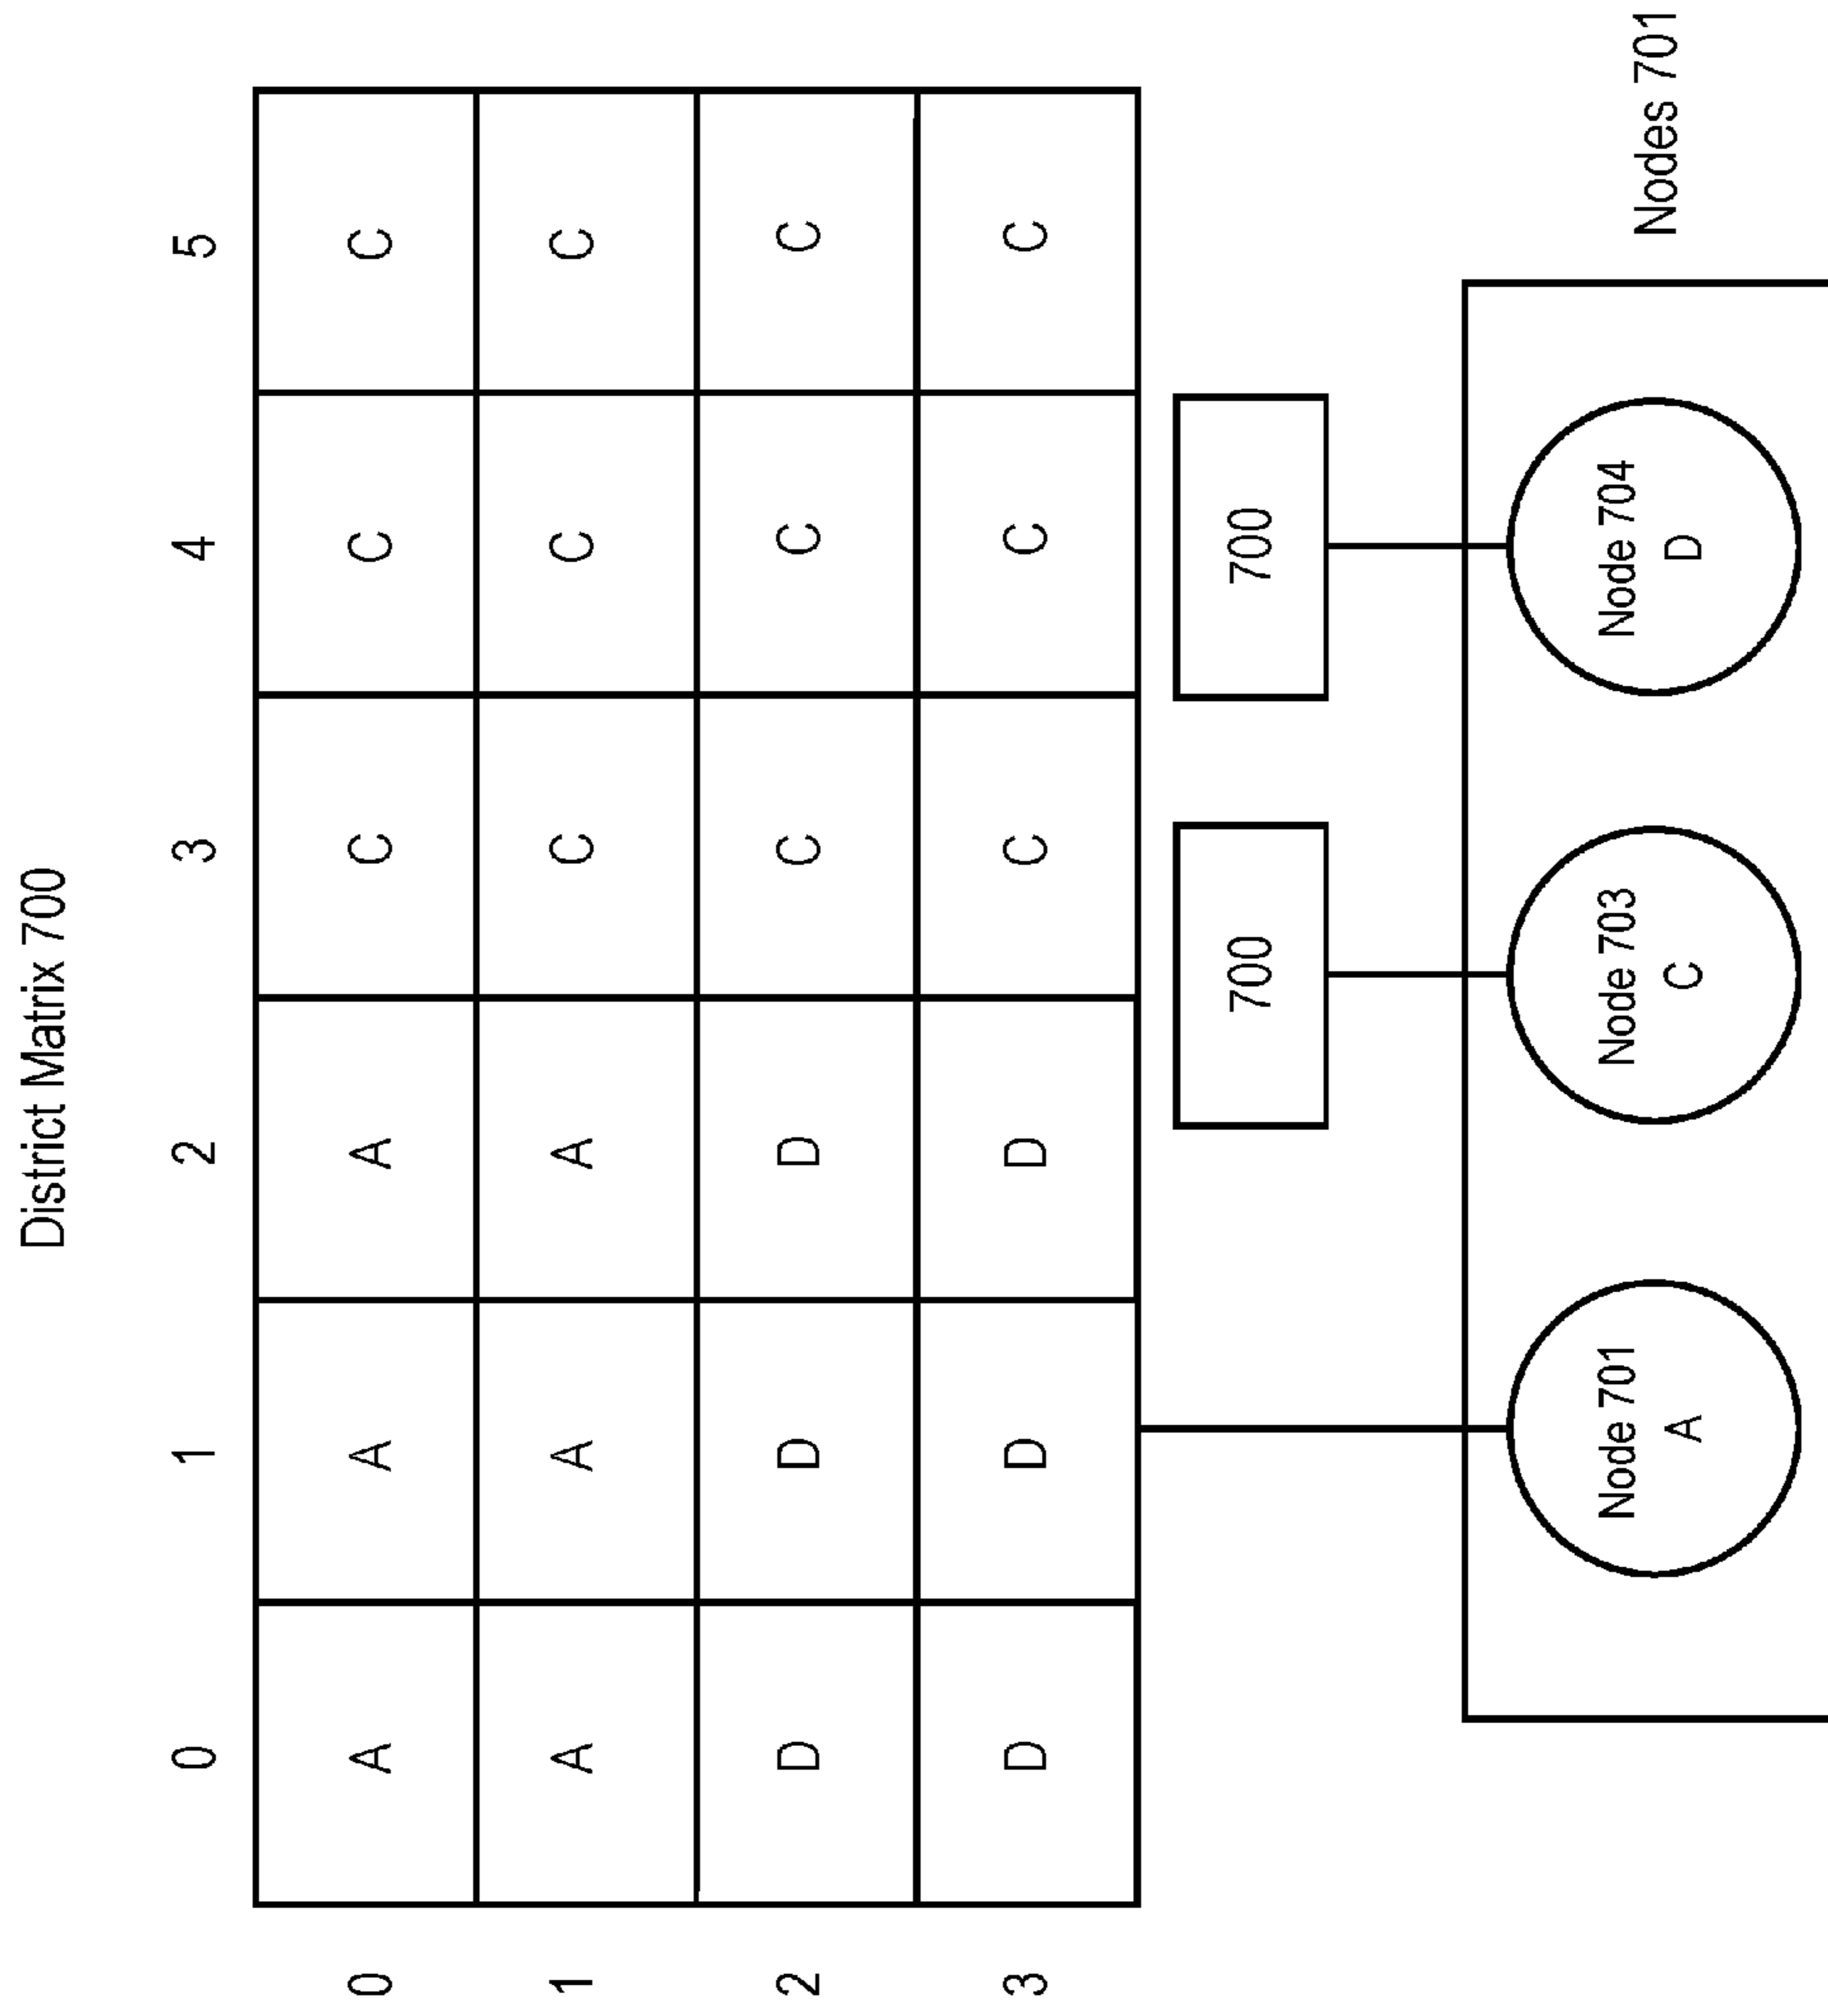 District Matrix 700
0 1 2 3 4 5
0 A A A C C C
1 A A A C C C
2 D D D C C C
3 D D D C C C
700 700
Node 701 Node 703 Node 704
A C D
Nodes 701